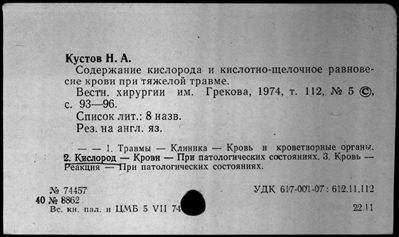 Кустов Н. А.
Содержание кислорода и кислотно-щелочное равнове-
сие крови при тяжелой травме.
Вестн. хирургии им. Грекова, 1974, т. 112, № 5 ©,
с. 93—96.
Список лит.: 8 назв.
Рез. на англ. яз.
— — 1. Травмы — Клиника — Кровь и кроветворные органы.
2. Кислород — Крови — При патологических состояниях. 3. Кровь —
Реакция — При патологических состояниях.
№ 74457 УДК 617-001-07 : 612.11.112
40 № 8862
Вс. кн. пал. и ЦМБ 5 VII 74 22.11